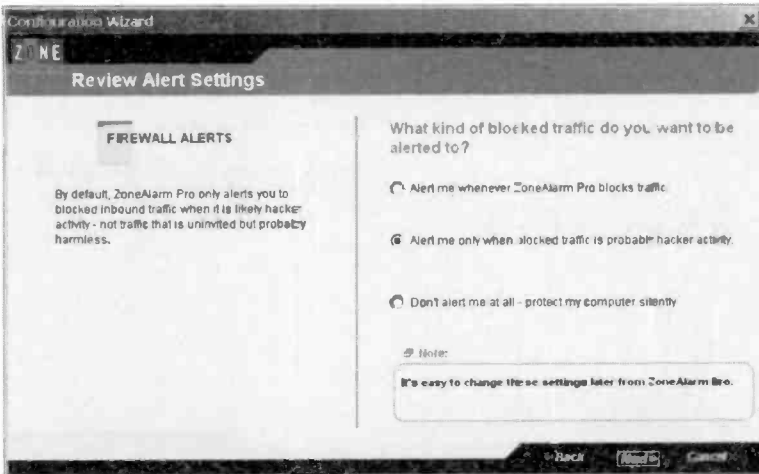 Configuration Wizard
ZONE
Review Alert Settings
FIREWALL ALERTS
By default, ZoneAlarm Pro only alerts you to
blocked inbound traffic when it is likely hacker
activity - not traffic that is uninvited but probably
harmless.
What kind of blocked traffic do you want to be
alerted to?
Alert me whenever ZoneAlarm Pro blocks traffic.
Alert me only when blocked traffic is probable hacker activity.
Don't alert me at all - protect my computer silently
Note:
It's easy to change these settings later from ZoneAlarm Pro.
Back Next Cancel